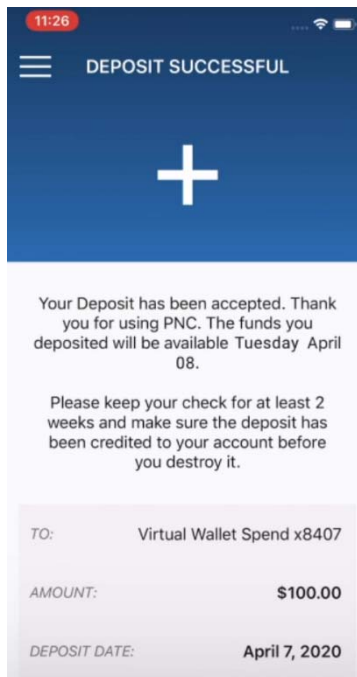 11:26
DEPOSIT SUCCESSFUL
Your Deposit has been accepted. Thank
you for using PNC. The funds you
deposited will be available Tuesday April
08.
Please keep your check for at least 2
weeks and make sure the deposit has
been credited to your account before
you destroy it.
TO: Virtual Wallet Spend x8407
AMOUNT: $100.00
DEPOSIT DATE: April 7, 2020